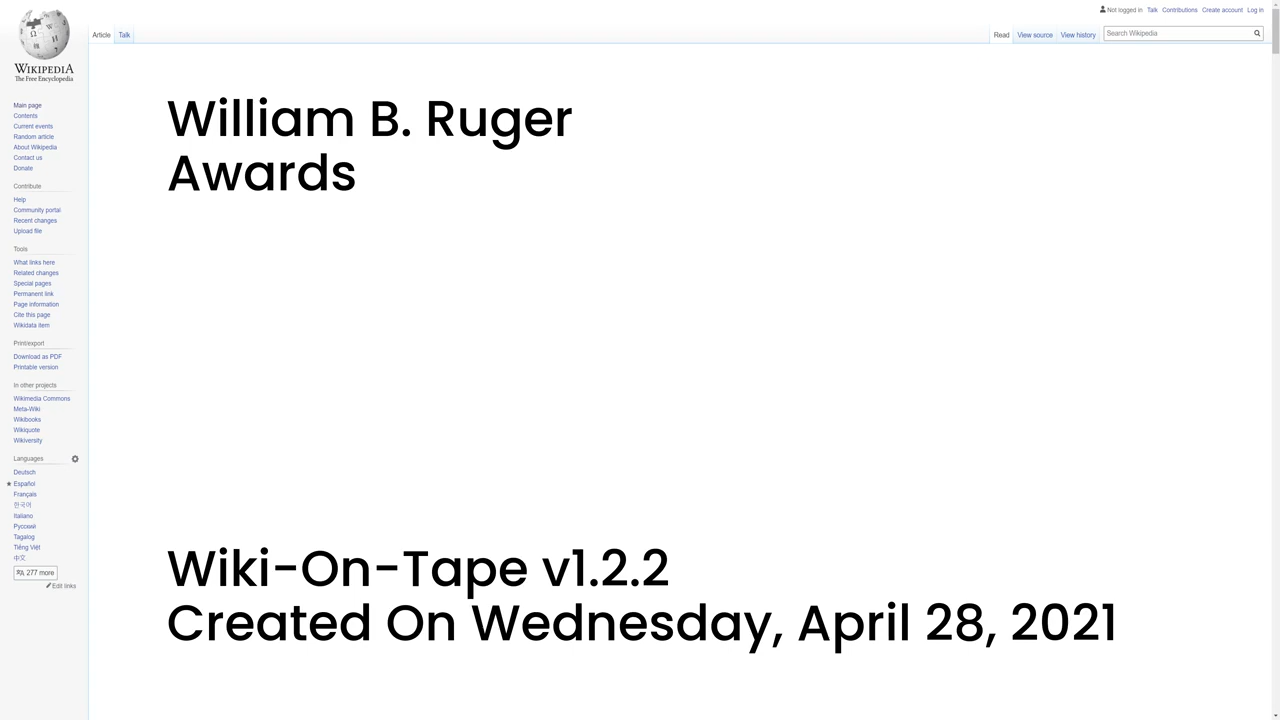 Not logged in Talk Contributions Create account Log in
Article Talk Read View source View history Search Wikipedia
WIKIPEDIA
The Free Encyclopedia
Main page
Contents
Current events
Random article
About Wikipedia
Contact us
Donate
Contribute
Help
Community portal
Recent changes
Upload file
Tools
What links here
Related changes
Special pages
Permanent link
Page information
Cite this page
Wikidata item
Print/export
Download as PDF
Printable version
In other projects
Wikimedia Commons
Meta-Wiki
Wikibooks
Wikiquote
Wikiversity
Languages
Deutsch
Español
Français
한국어
Italiano
Русский
Tagalog
Tiếng Việt
中文
277 more
Edit links
William B. Ruger
Awards
Wiki-On-Tape v1.2.2
Created On Wednesday, April 28, 2021